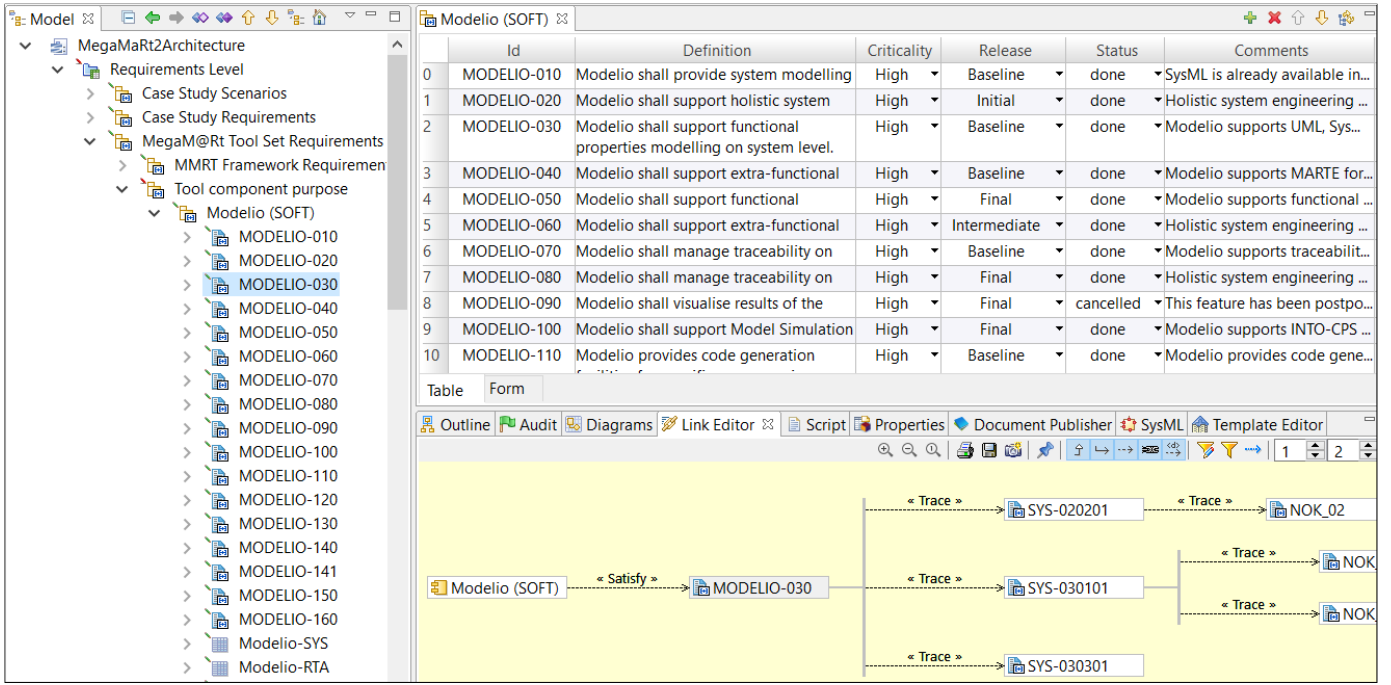 Model
MegaMaRt2Architecture
Requirements Level
Case Study Scenarios
Case Study Requirements
MegaM@Rt Tool Set Requirements
MMRT Framework Requiremen
Tool component purpose
Modelio (SOFT)
MODELIO-010
MODELIO-020
MODELIO-030
MODELIO-040
MODELIO-050
MODELIO-060
MODELIO-070
MODELIO-080
MODELIO-090
MODELIO-100
MODELIO-110
MODELIO-120
MODELIO-130
MODELIO-140
MODELIO-141
MODELIO-150
MODELIO-160
Modelio-SYS
Modelio-RTA
Modelio (SOFT)
Id Definition Criticality Release Status Comments
0 MODELIO-010 Modelio shall provide system modelling High Baseline done SysML is already available in...
1 MODELIO-020 Modelio shall support holistic system High Initial done Holistic system engineering ...
2 MODELIO-030 Modelio shall support functional High Baseline done Modelio supports UML, Sys...
properties modelling on system level.
3 MODELIO-040 Modelio shall support extra-functional High Baseline done Modelio supports MARTE for...
4 MODELIO-050 Modelio shall support functional High Final done Modelio supports functional ...
5 MODELIO-060 Modelio shall support extra-functional High Intermediate done Holistic system engineering ...
6 MODELIO-070 Modelio shall manage traceability on High Baseline done Modelio supports traceabilit...
7 MODELIO-080 Modelio shall manage traceability on High Final done Holistic system engineering ...
8 MODELIO-090 Modelio shall visualise results of the High Final cancelled This feature has been postpo...
9 MODELIO-100 Modelio shall support Model Simulation High Final done Modelio supports INTO-CPS ...
10 MODELIO-110 Modelio provides code generation High Baseline done Modelio provides code gene...
Table Form
Outline Audit Diagrams Link Editor Script Properties Document Publisher SysML Template Editor
1 2
« Trace » « Trace »
SYS-020201 NOK_02
« Trace »
NOK_
« Satisfy » « Trace »
Modelio (SOFT) MODELIO-030 SYS-030101
« Trace »
NOK_
« Trace »
SYS-030301